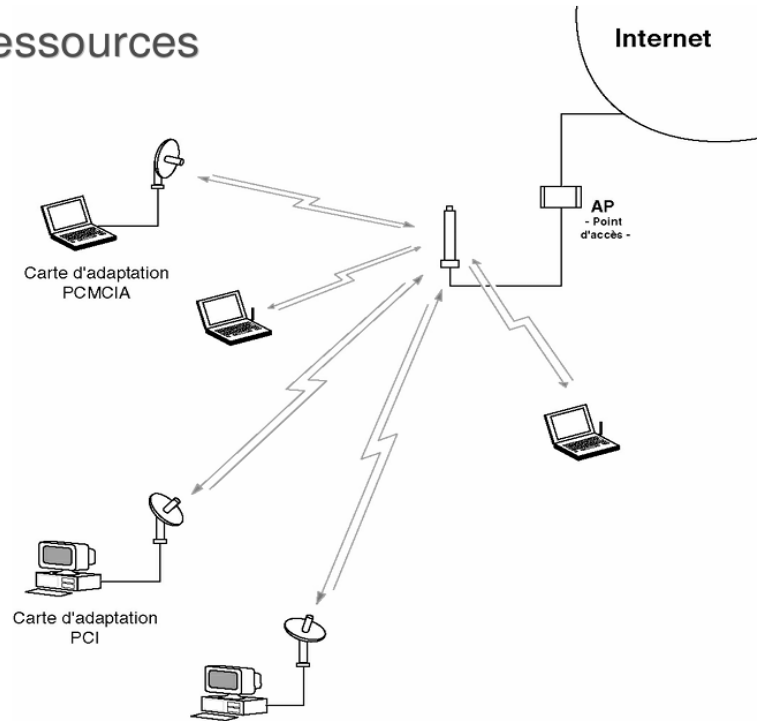 essources
Internet
AP
- Point
d'accès -
Carte d'adaptation
PCMCIA
Carte d'adaptation
PCI